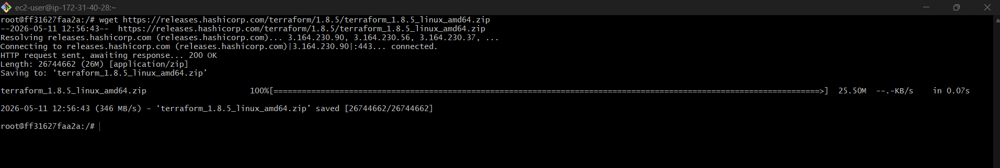 ec2-user@ip-172-31-40-28:~
root@ff31627faa2a:/# wget https://releases.hashicorp.com/terraform/1.8.5/terraform_1.8.5_linux_amd64.zip
--2026-05-11 12:56:43--  https://releases.hashicorp.com/terraform/1.8.5/terraform_1.8.5_linux_amd64.zip
Resolving releases.hashicorp.com (releases.hashicorp.com)... 3.164.230.90, 3.164.230.56, 3.164.230.37, ...
Connecting to releases.hashicorp.com (releases.hashicorp.com)|3.164.230.90|:443... connected.
HTTP request sent, awaiting response... 200 OK
Length: 26744662 (26M) [application/zip]
Saving to: ‘terraform_1.8.5_linux_amd64.zip’
terraform_1.8.5_linux_amd64.zip 100%[====================================================================================================================>] 25.50M --.-KB/s in 0.07s
2026-05-11 12:56:43 (346 MB/s) - ‘terraform_1.8.5_linux_amd64.zip’ saved [26744662/26744662]
root@ff31627faa2a:/#